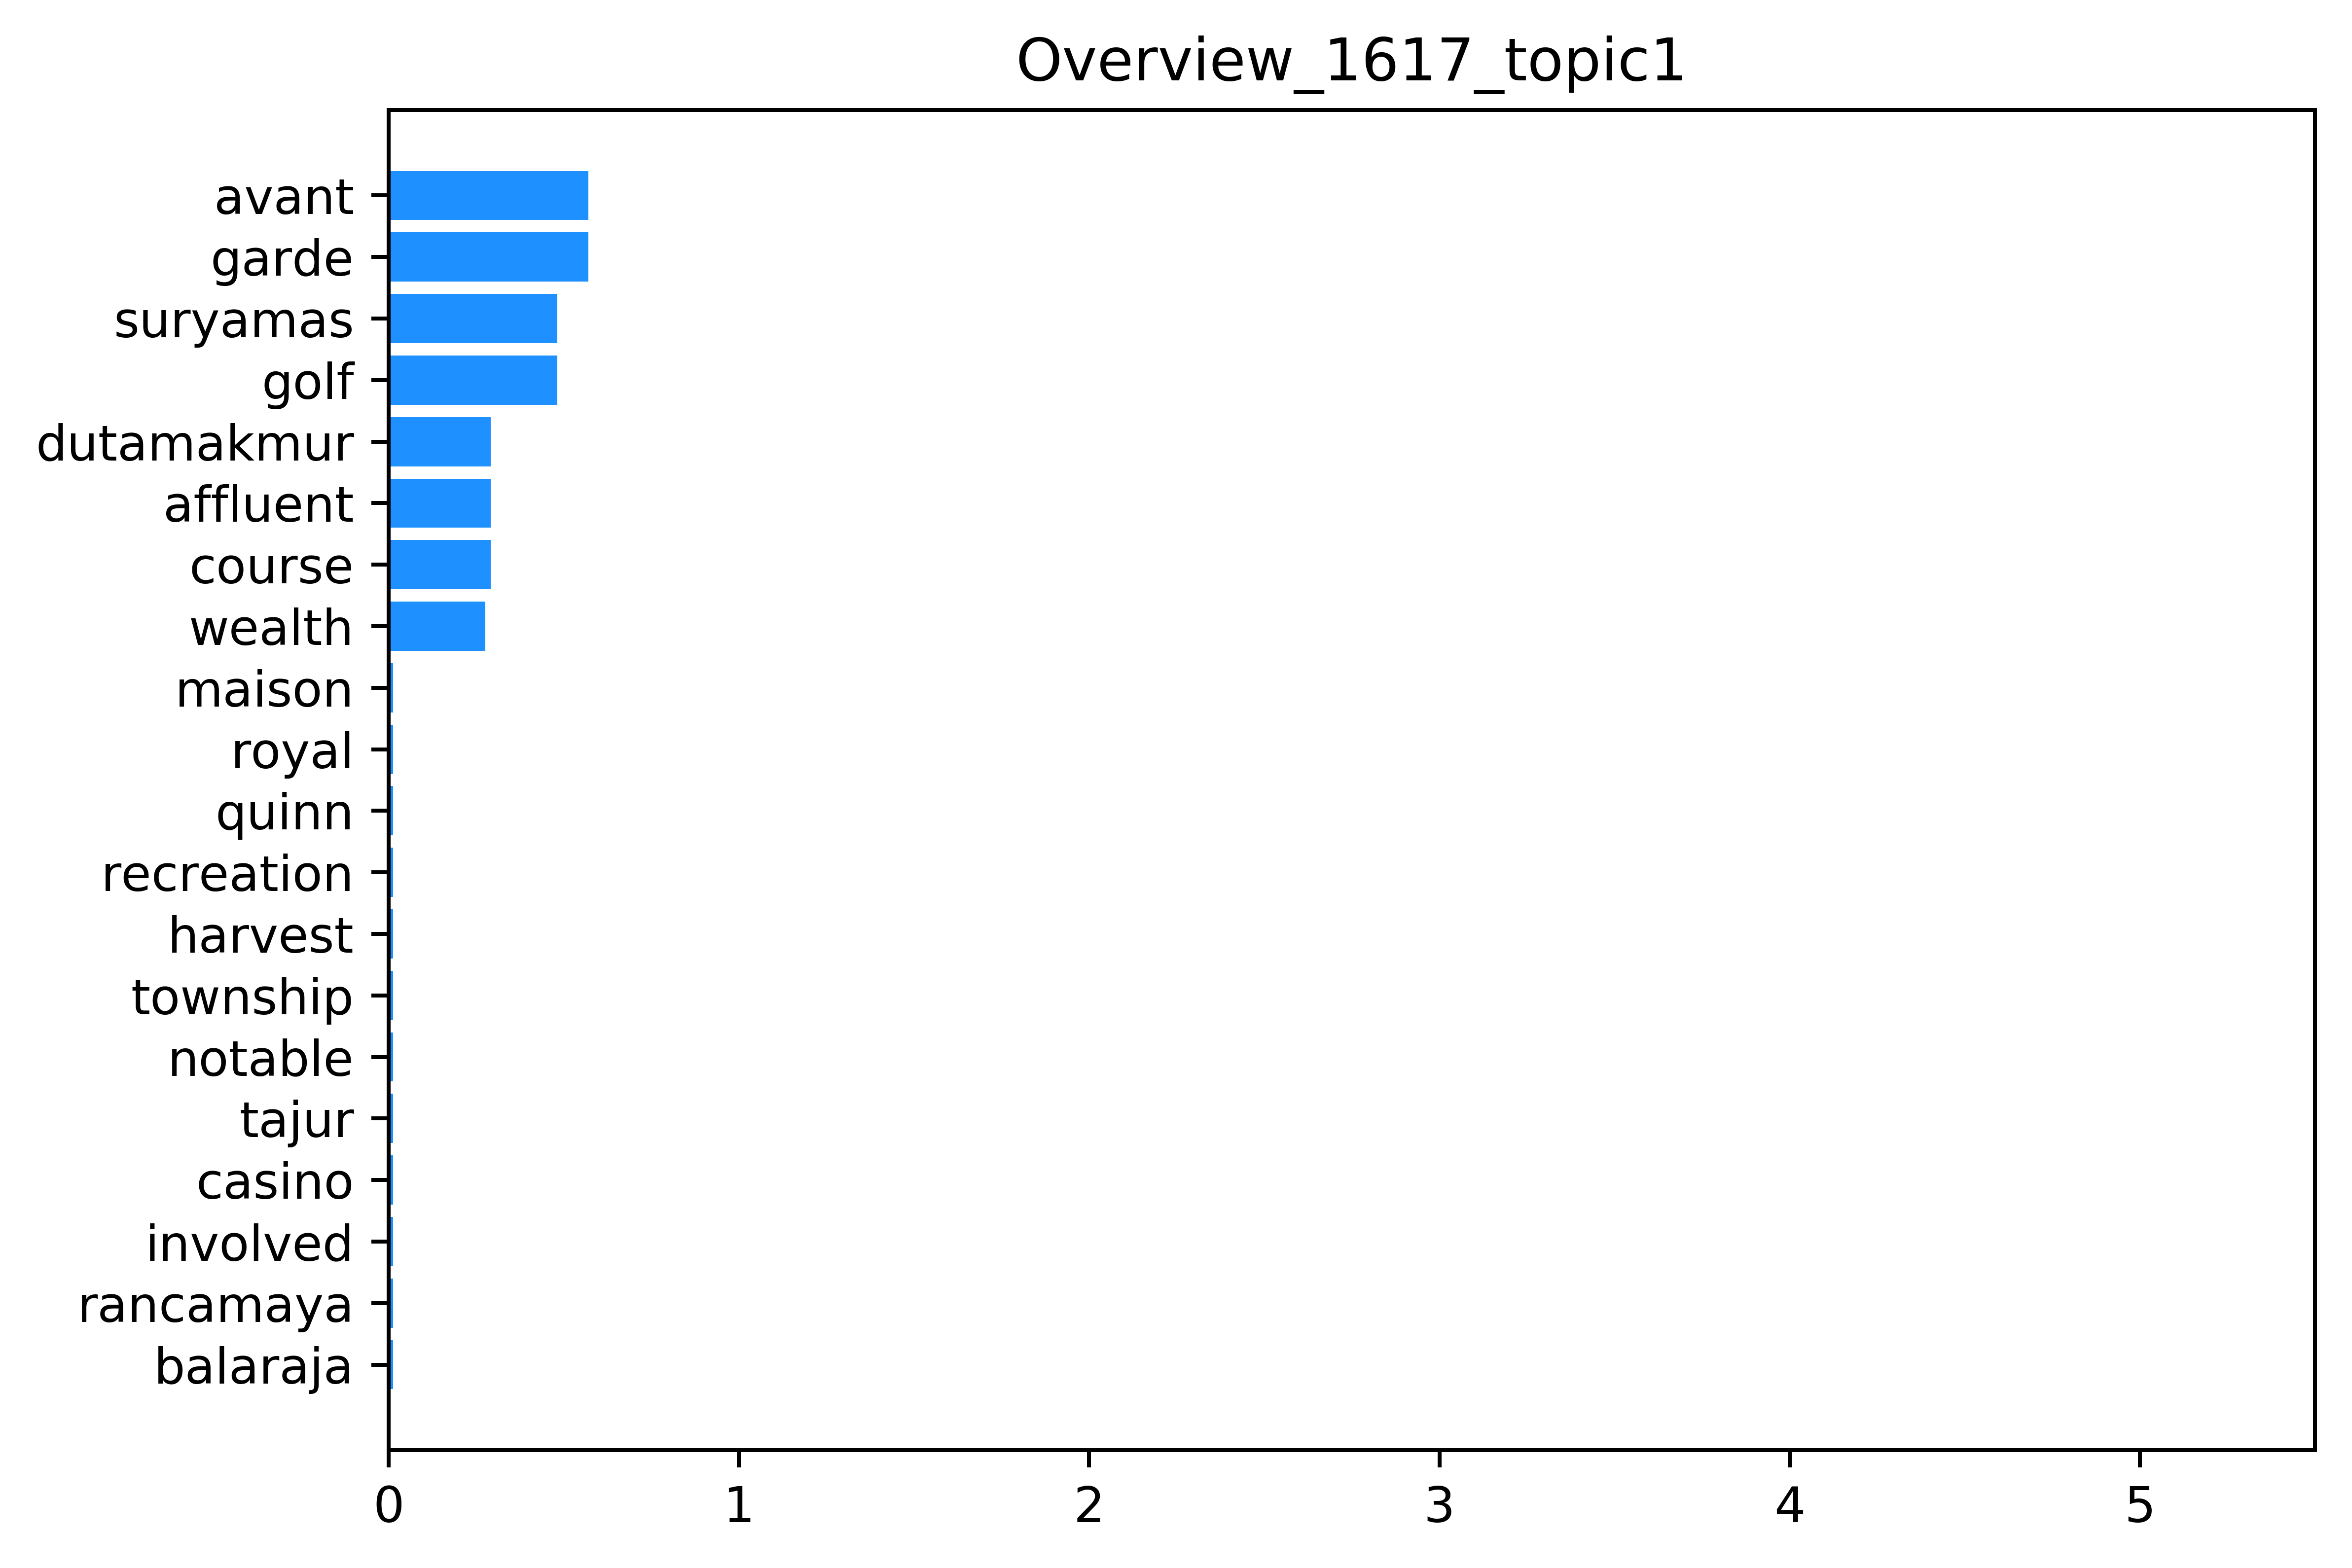 Overview_1617_topic1
avant
garde
suryamas
golf
dutamakmur
affluent
course
wealth
maison
royal
quinn
recreation
harvest
township
notable
tajur
casino
involved
rancamaya
balaraja
0 1 2 3 4 5